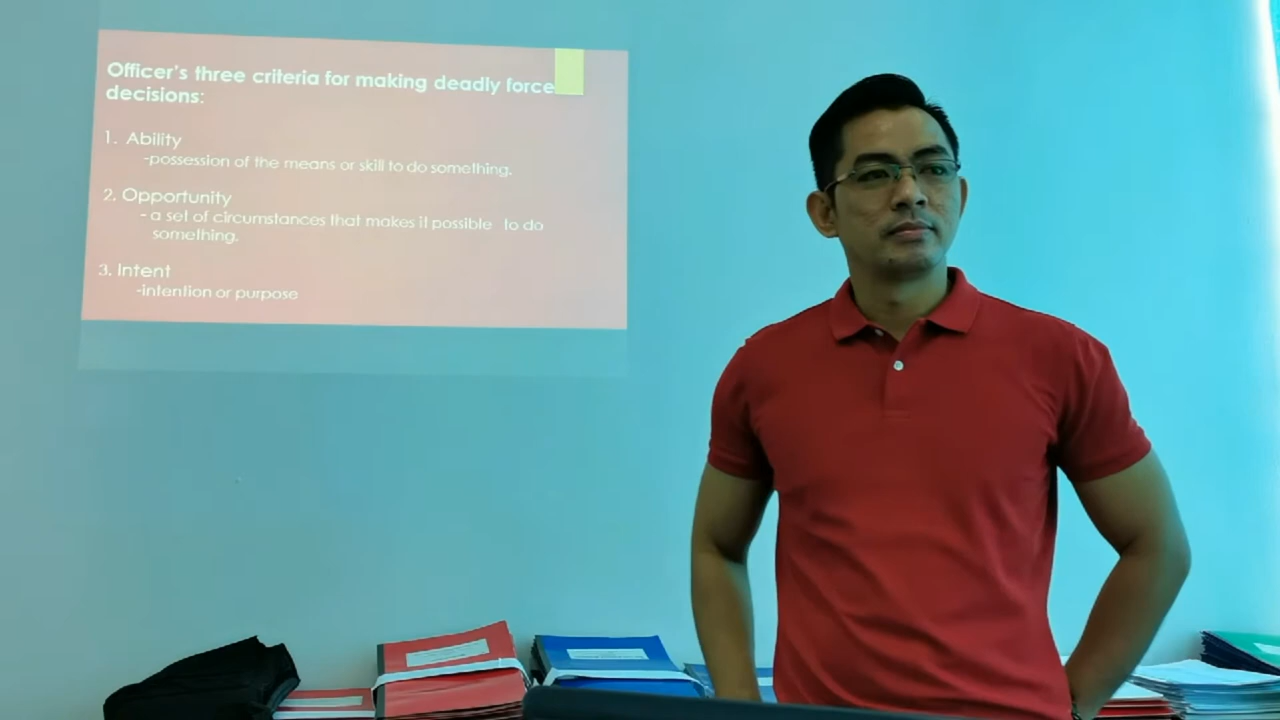 Officer's three criteria for making deadly force
decisions:
1. Ability
-possession of the means or skill to do something.
2. Opportunity
- a set of circumstances that makes it possible to do
something.
3. Intent
-intention or purpose